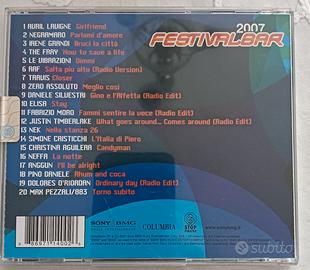 2007
FESTIVALBAR
1 AVRIL LAVIGNE Girlfriend
2 NEGRAMARO Parlami d'amore
3 IRENE GRANDI Bruci la città
4 THE FRAY How to save a life
5 LE VIBRAZIONI Dimmi
6 RAF Salta più alto (Radio Version)
7 TRAVIS Closer
8 ZERO ASSOLUTO Meglio così
9 DANIELE SILVESTRI Gino e l'Alfetta (Radio Edit)
10 ELISA Stay
11 FABRIZIO MORO Fammi sentire la voce (Radio Edit)
12 JUSTIN TIMBERLAKE What goes around... Comes around (Radio Edit)
13 NEK Nella stanza 26
14 SIMONE CRISTICCHI L'Italia di Piero
15 CHRISTINA AGUILERA Candyman
16 NEFFA La notte
17 ANGGUN I'll be alright
18 PINO DANIELE Rhum and coca
19 DOLORES O'RIORDAN Ordinary day (Radio Edit)
20 MAX PEZZALI/883 Torno subito
SONY BMG
MUSIC ENTERTAINMENT
COLUMBIA
STOP
www.sonybmg.it
subito